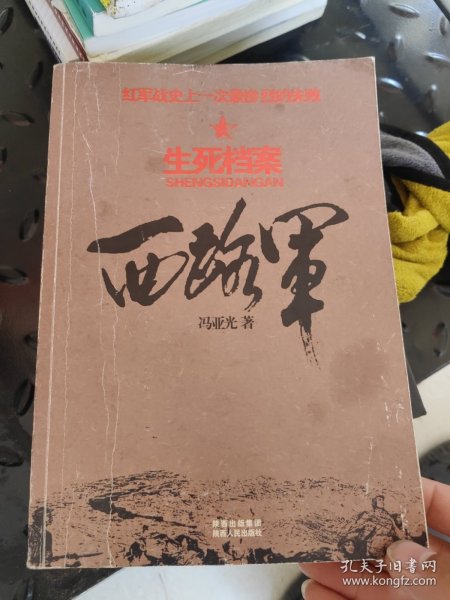 红军战史上一次最惨烈的失败
生死档案
SHENGSIDANGAN
西路軍
冯亚光 著
陕西出版集团
陕西人民出版社
孔夫子旧书网
www.kongfz.com